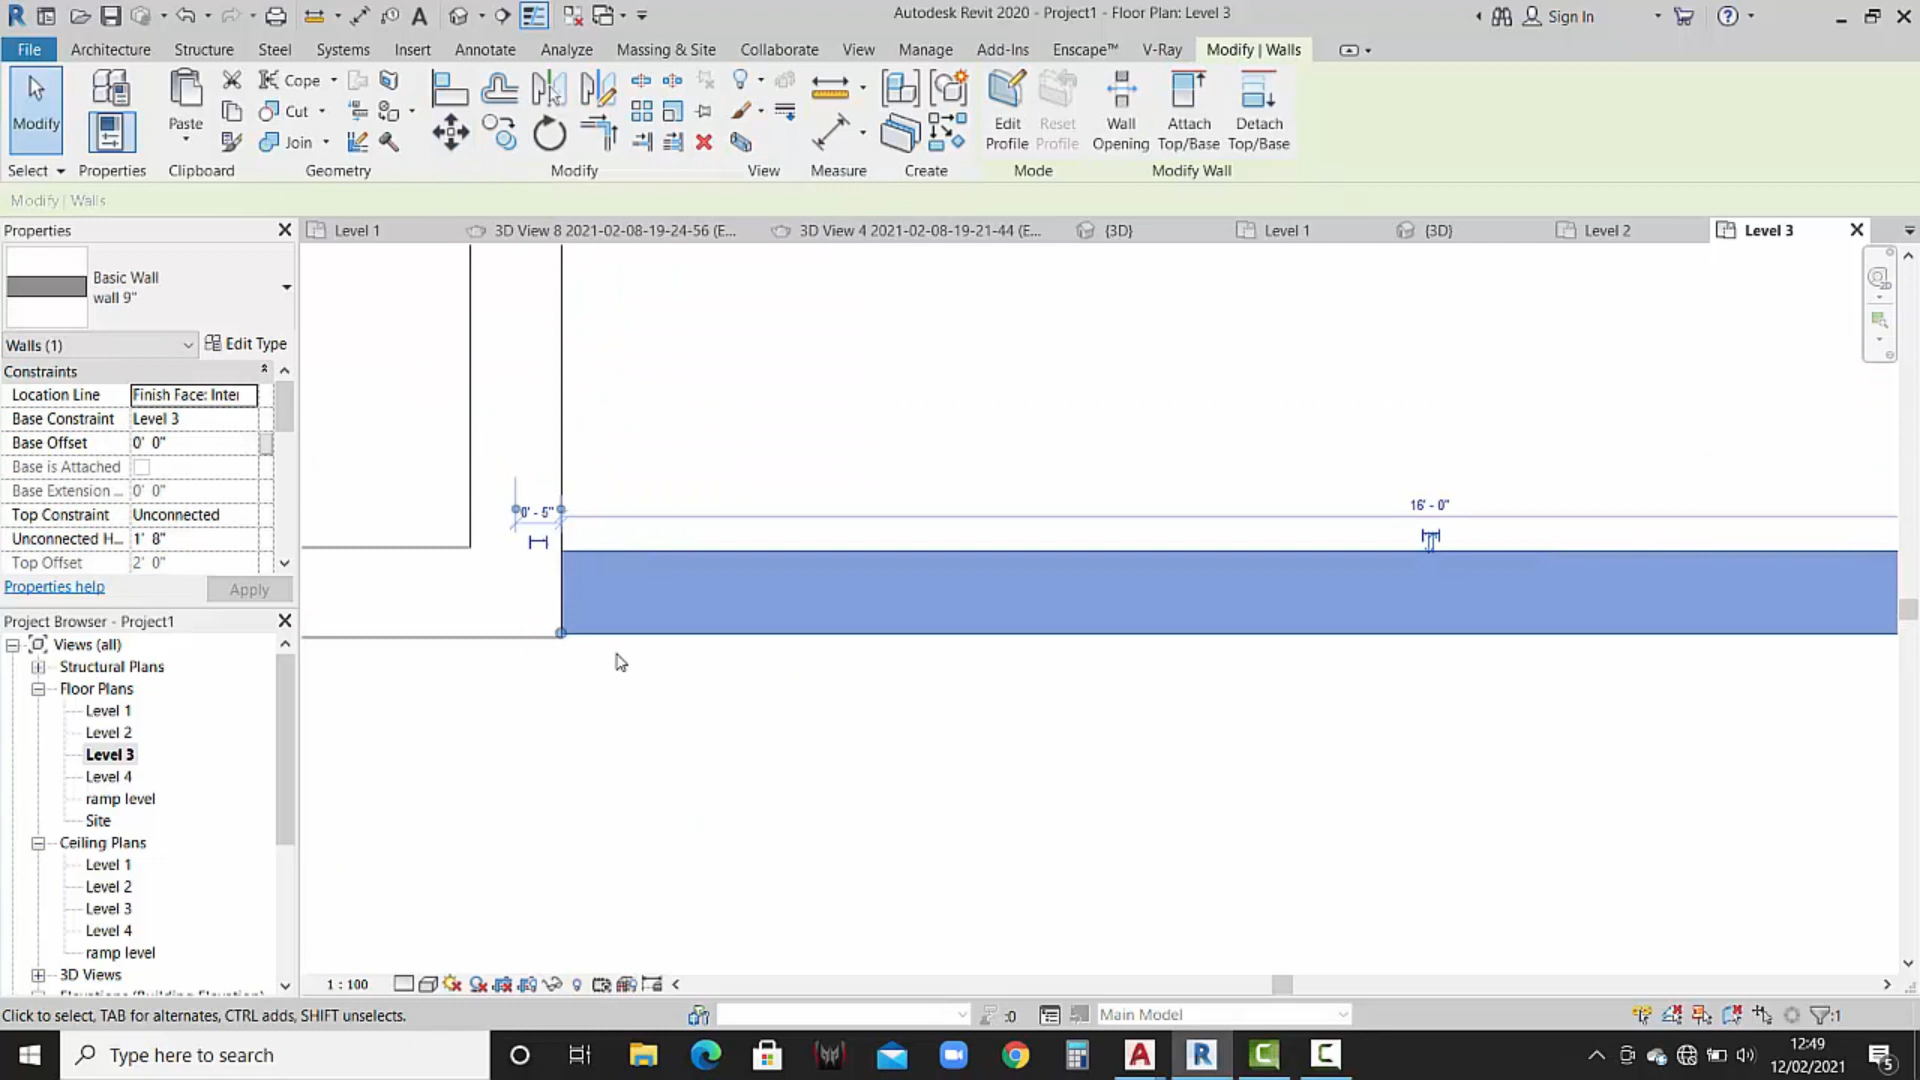 Autodesk Revit 2020 - Project1 - Floor Plan: Level 3
Sign In
File Architecture Structure Steel Systems Insert Annotate Analyze Massing & Site Collaborate View Manage Add-Ins Enscape™ V-Ray Modify | Walls
Modify
Paste
Cope
Cut
Join
Edit Profile
Reset Profile
Wall Opening
Attach Top/Base
Detach Top/Base
Select Properties Clipboard Geometry Modify View Measure Create Mode Modify Wall
Modify | Walls
Properties
Level 1
3D View 8 2021-02-08-19-24-56 (E...
3D View 4 2021-02-08-19-21-44 (E...
{3D}
Level 1
{3D}
Level 2
Level 3
Basic Wall
wall 9"
Walls (1)
Edit Type
Constraints
Location Line Finish Face: Inter
Base Constraint Level 3
Base Offset 0' 0"
Base is Attached
Base Extension ... 0' 0"
Top Constraint Unconnected
Unconnected H... 1' 8"
Top Offset 2' 0"
Properties help
Apply
0' - 5"
16' - 0"
Project Browser - Project1
Views (all)
Structural Plans
Floor Plans
Level 1
Level 2
Level 3
Level 4
ramp level
Site
Ceiling Plans
Level 1
Level 2
Level 3
Level 4
ramp level
3D Views
Elevations (Building Elevation)
1 : 100
Click to select, TAB for alternates, CTRL adds, SHIFT unselects.
:0
Main Model
:1
Type here to search
12:49
12/02/2021
5